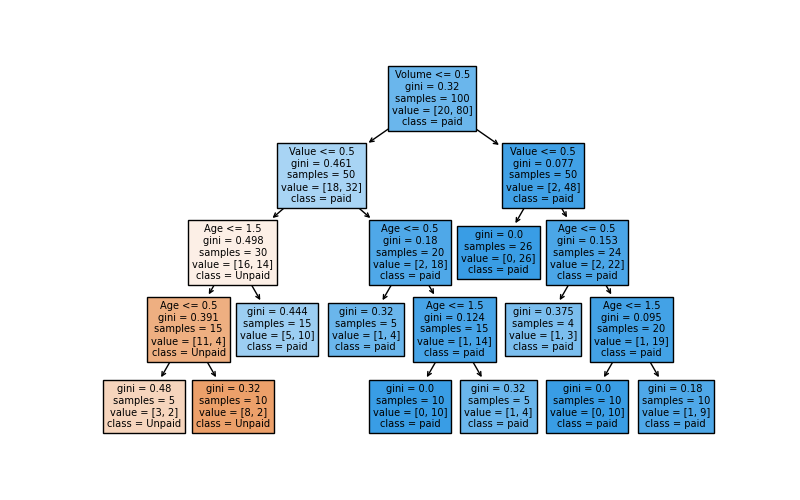 Volume <= 0.5
gini = 0.32
samples = 100
value = [20, 80]
class = paid
Value <= 0.5
gini = 0.461
samples = 50
value = [18, 32]
class = paid
Value <= 0.5
gini = 0.077
samples = 50
value = [2, 48]
class = paid
Age <= 1.5
gini = 0.498
samples = 30
value = [16, 14]
class = Unpaid
Age <= 0.5
gini = 0.18
samples = 20
value = [2, 18]
class = paid
gini = 0.0
samples = 26
value = [0, 26]
class = paid
Age <= 0.5
gini = 0.153
samples = 24
value = [2, 22]
class = paid
Age <= 0.5
gini = 0.391
samples = 15
value = [11, 4]
class = Unpaid
gini = 0.444
samples = 15
value = [5, 10]
class = paid
gini = 0.32
samples = 5
value = [1, 4]
class = paid
Age <= 1.5
gini = 0.124
samples = 15
value = [1, 14]
class = paid
gini = 0.375
samples = 4
value = [1, 3]
class = paid
Age <= 1.5
gini = 0.095
samples = 20
value = [1, 19]
class = paid
gini = 0.48
samples = 5
value = [3, 2]
class = Unpaid
gini = 0.32
samples = 10
value = [8, 2]
class = Unpaid
gini = 0.0
samples = 10
value = [0, 10]
class = paid
gini = 0.32
samples = 5
value = [1, 4]
class = paid
gini = 0.0
samples = 10
value = [0, 10]
class = paid
gini = 0.18
samples = 10
value = [1, 9]
class = paid